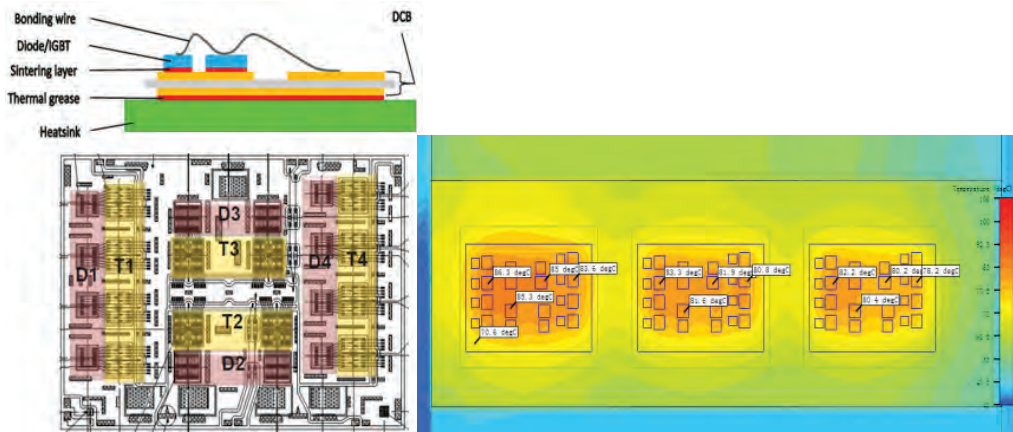 Bonding wire
DCB
Diode/IGBT
Sintering layer
Thermal grease
Heatsink
D3
T3
D1
T1
D4
T4
T2
D2
86.3 degC
85 degC
83.6 degC
85.3 degC
70.6 degC
83.3 degC
81.9 degC
80.8 degC
81.6 degC
82.2 degC
80.2 degC
78.2 degC
80.4 degC